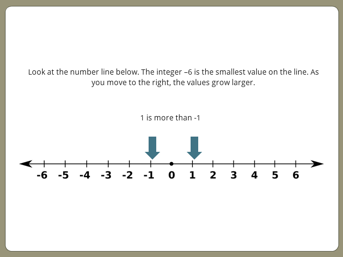 Look at the number line below. The integer –6 is the smallest value on the line. As
you move to the right, the values grow larger.
1 is more than -1
-6 -5 -4 -3 -2 -1 0 1 2 3 4 5 6